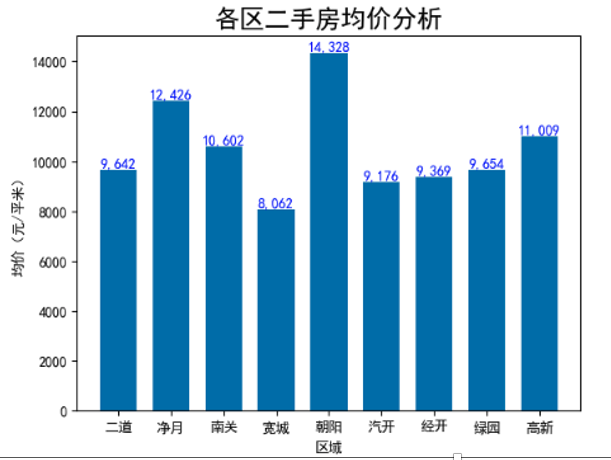 各区二手房均价分析
均价（元/平米）
14000
12000
10000
8000
6000
4000
2000
0
9,642
12,426
10,602
8,062
14,328
9,176
9,369
9,654
11,009
二道
净月
南关
宽城
朝阳
汽开
经开
绿园
高新
区域